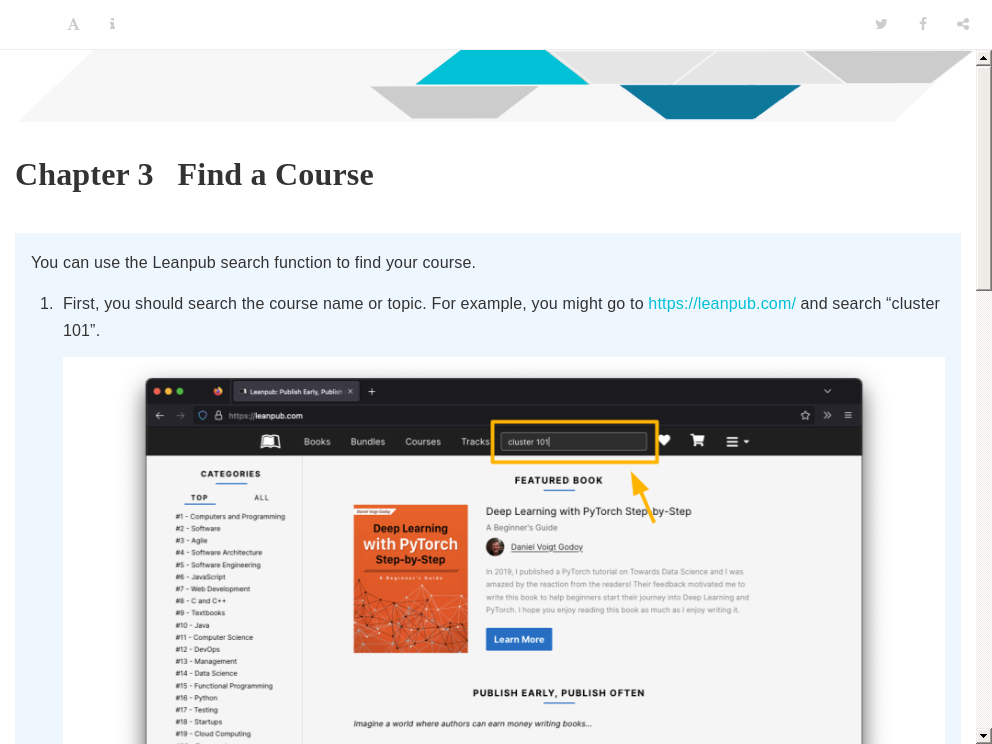 Chapter 3 Find a Course
You can use the Leanpub search function to find your course.
1. First, you should search the course name or topic. For example, you might go to https://leanpub.com/ and search “cluster
101”.
Leanpub: Publish Early, Publish
https://leanpub.com
Books Bundles Courses Tracks cluster 101
CATEGORIES
TOP ALL
#1 - Computers and Programming
#2 - Software
#3 - Agile
#4 - Software Architecture
#5 - Software Engineering
#6 - JavaScript
#7 - Web Development
#8 - C and C++
#9 - Textbooks
#10 - Java
#11 - Computer Science
#12 - DevOps
#13 - Management
#14 - Data Science
#15 - Functional Programming
#16 - Python
#17 - Testing
#18 - Startups
#19 - Cloud Computing
FEATURED BOOK
Daniel Voigt Godoy
Deep Learning
with PyTorch
Step-by-Step
A Beginner's Guide
Deep Learning with PyTorch Step-by-Step
A Beginner's Guide
Daniel Voigt Godoy
In 2019, I published a PyTorch tutorial on Towards Data Science and I was
amazed by the reaction from the readers! Their feedback motivated me to
write this book to help beginners start their journey into Deep Learning and
PyTorch. I hope you enjoy reading this book as much as I enjoy writing it.
Learn More
PUBLISH EARLY, PUBLISH OFTEN
Imagine a world where authors can earn money writing books...